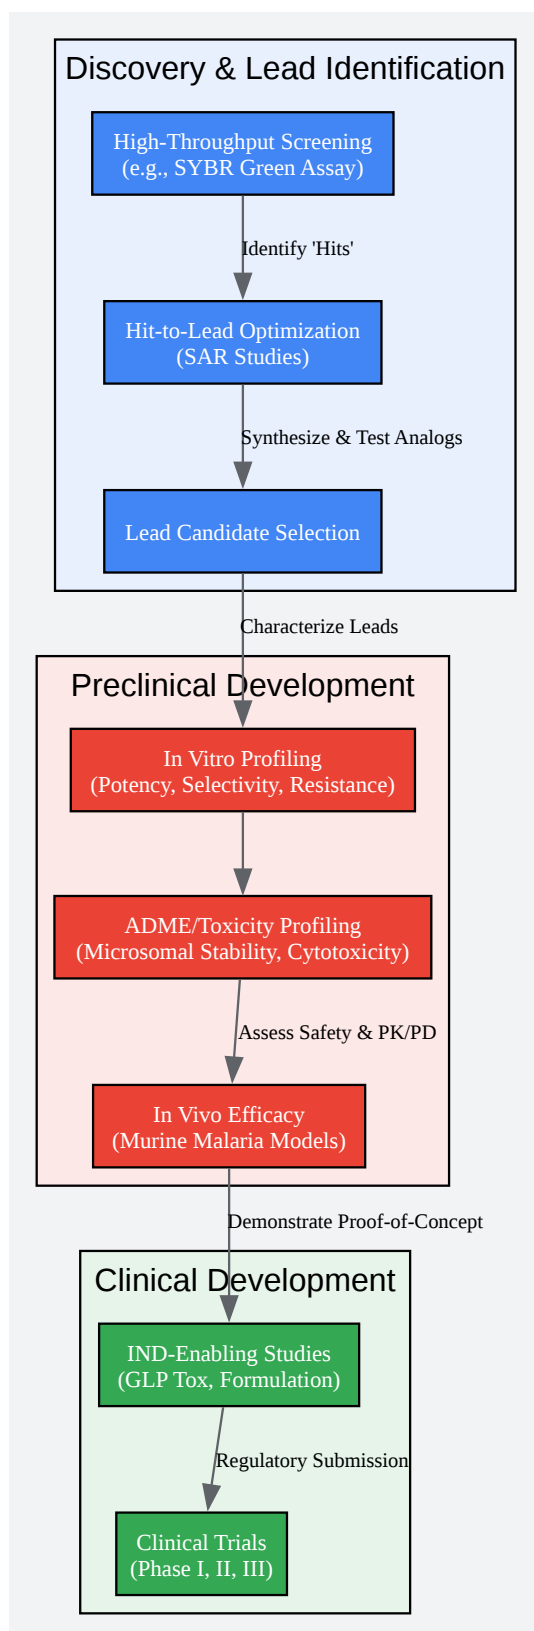 Discovery & Lead Identification
High-Throughput Screening
(e.g., SYBR Green Assay)
Identify 'Hits'
Hit-to-Lead Optimization
(SAR Studies)
Synthesize & Test Analogs
Lead Candidate Selection
Characterize Leads
Preclinical Development
In Vitro Profiling
(Potency, Selectivity, Resistance)
ADME/Toxicity Profiling
(Microsomal Stability, Cytotoxicity)
Assess Safety & PK/PD
In Vivo Efficacy
(Murine Malaria Models)
Demonstrate Proof-of-Concept
Clinical Development
IND-Enabling Studies
(GLP Tox, Formulation)
Regulatory Submission
Clinical Trials
(Phase I, II, III)